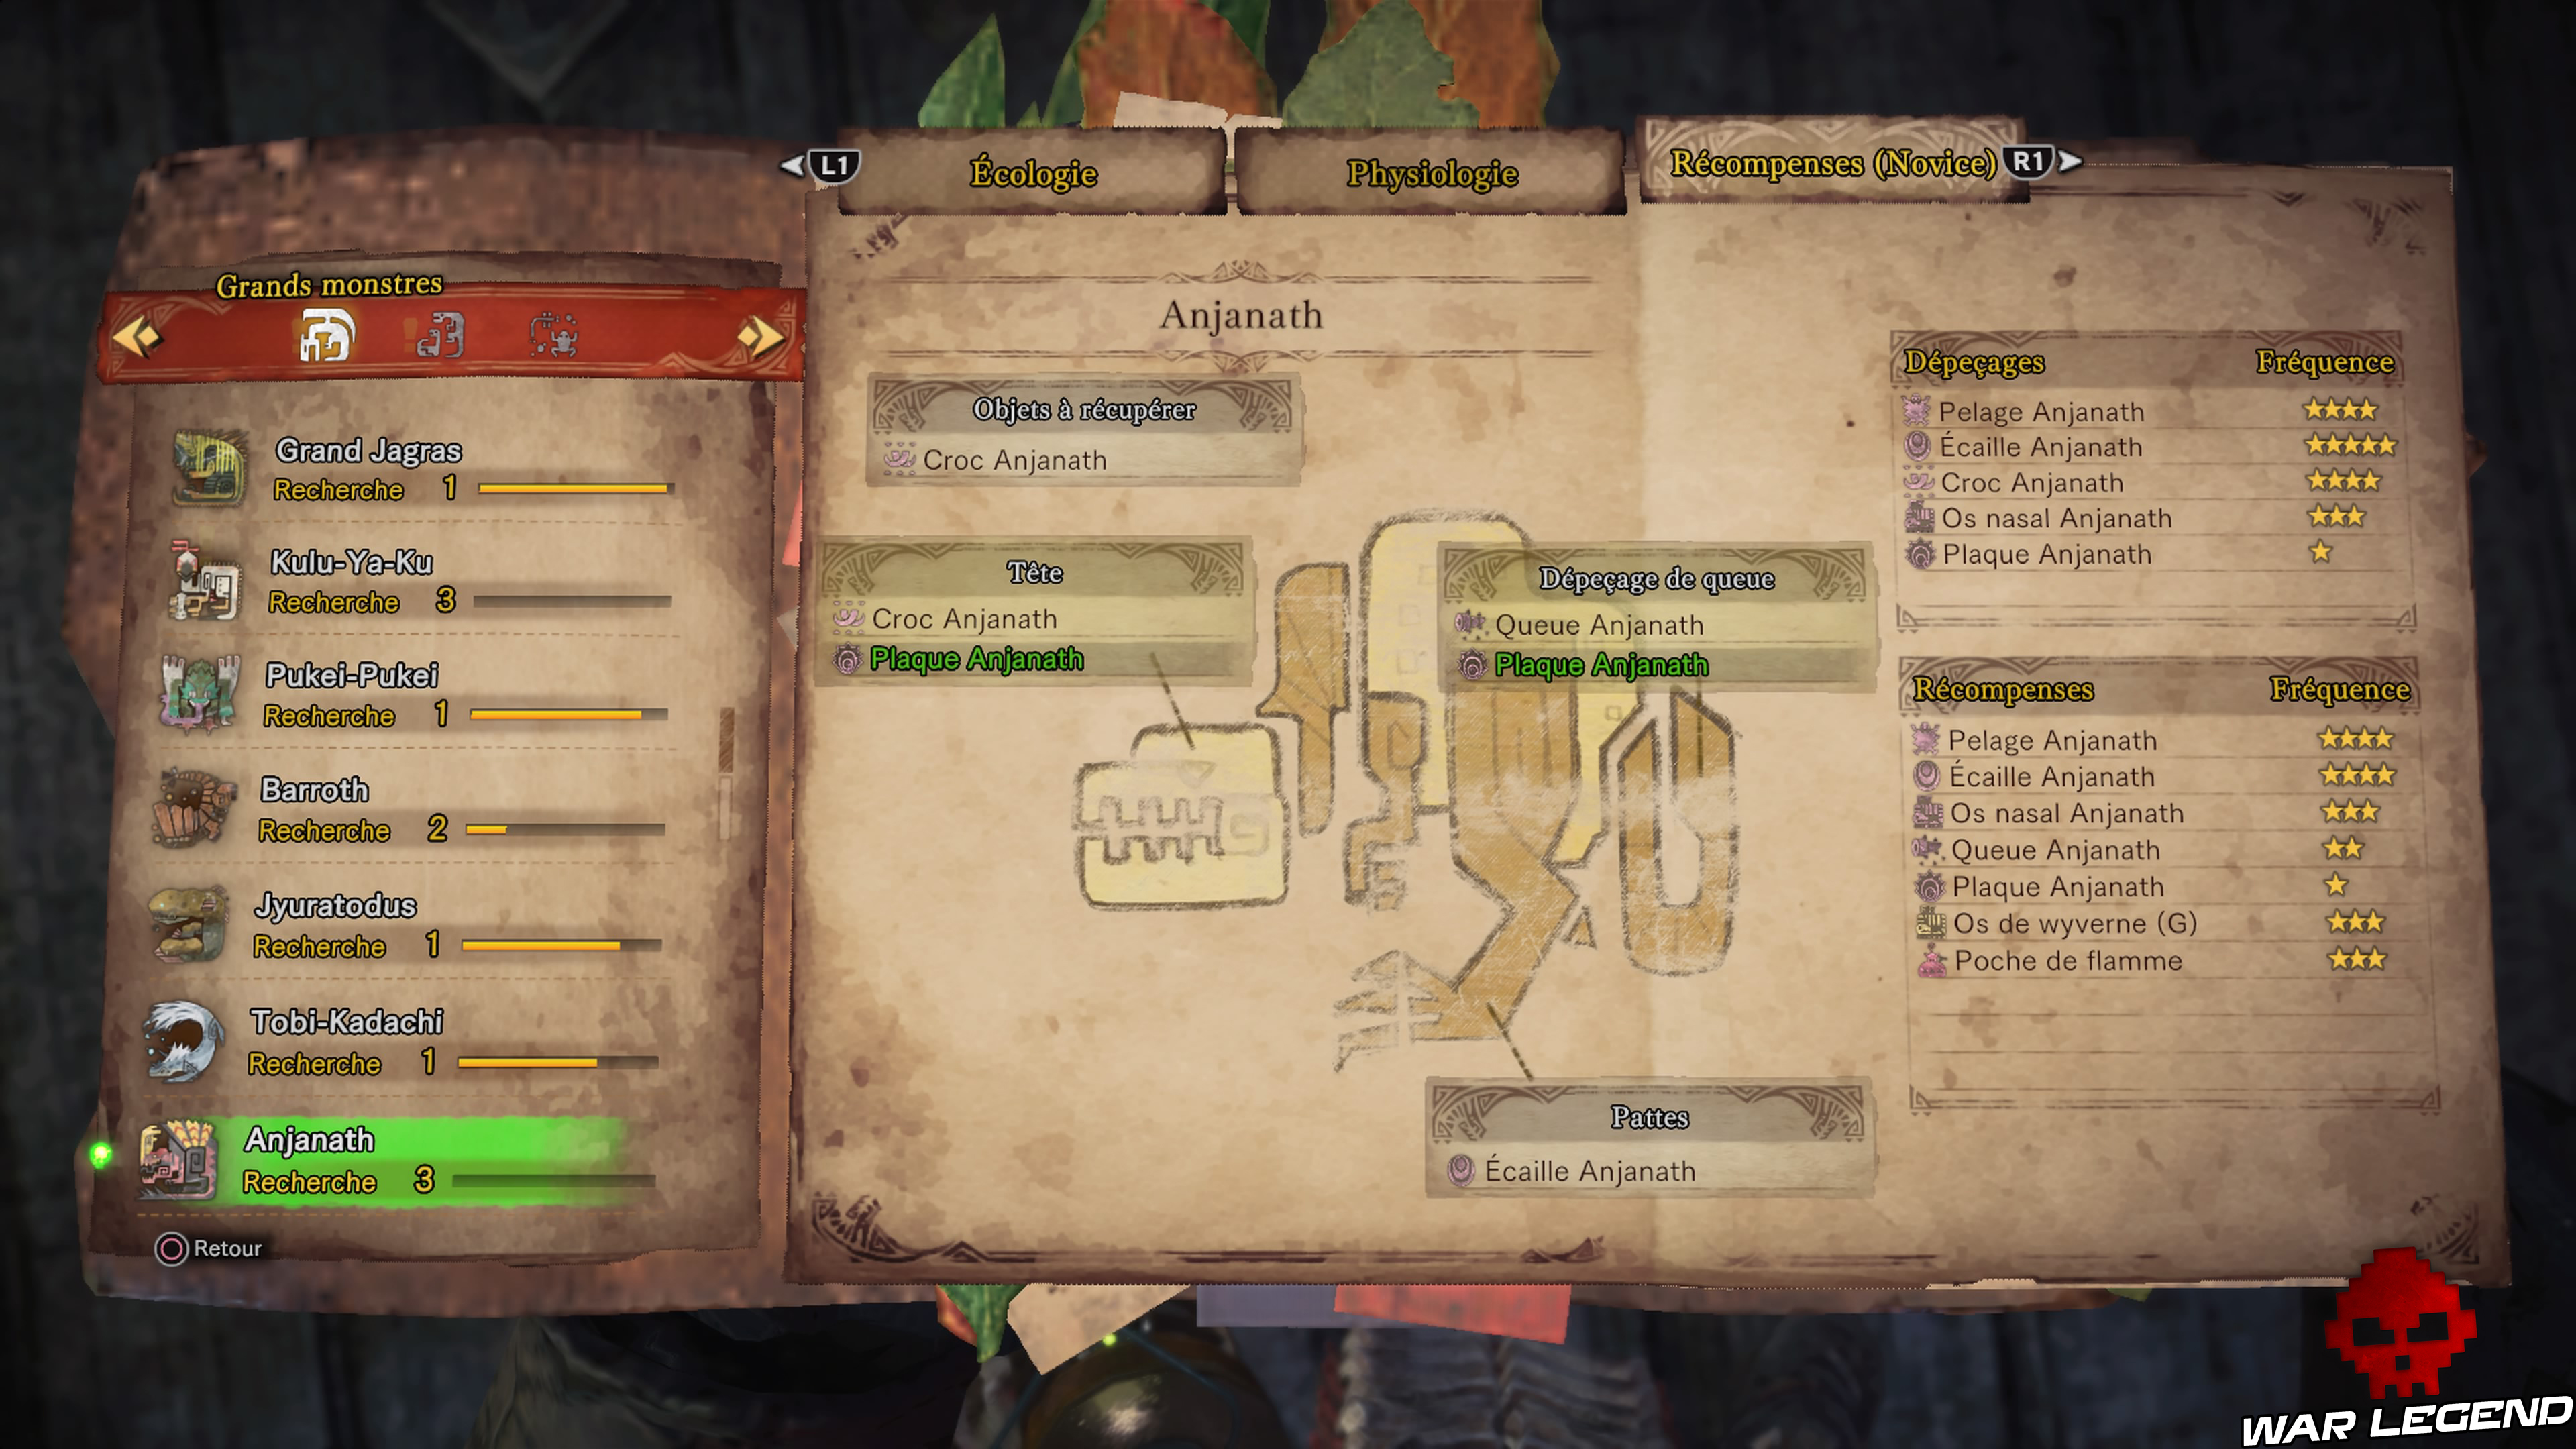 L1
Écologie
Physiologie
Récompenses (Novice)
R1
Grands monstres
Grand Jagras
Recherche 1
Kulu-Ya-Ku
Recherche 3
Pukei-Pukei
Recherche 1
Barroth
Recherche 2
Jyuratodus
Recherche 1
Tobi-Kadachi
Recherche 1
Anjanath
Recherche 3
Retour
Anjanath
Objets à récupérer
Croc Anjanath
Tête
Croc Anjanath
Plaque Anjanath
Dépeçage de queue
Queue Anjanath
Plaque Anjanath
Pattes
Écaille Anjanath
Dépeçages Fréquence
Pelage Anjanath
Écaille Anjanath
Croc Anjanath
Os nasal Anjanath
Plaque Anjanath
Récompenses Fréquence
Pelage Anjanath
Écaille Anjanath
Os nasal Anjanath
Queue Anjanath
Plaque Anjanath
Os de wyverne (G)
Poche de flamme
WAR LEGEND